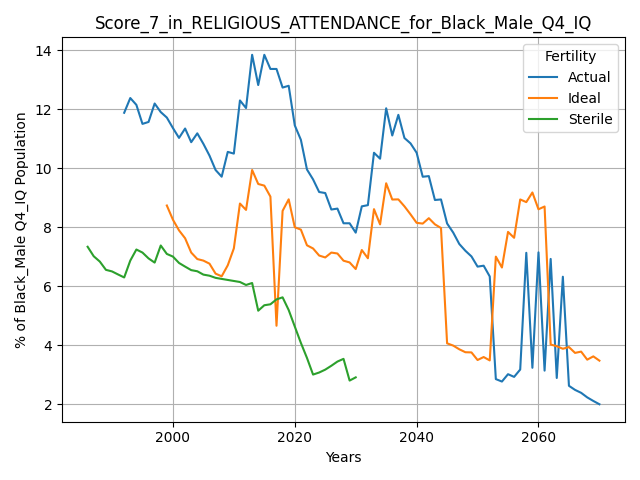 Score_7_in_RELIGIOUS_ATTENDANCE_for_Black_Male_Q4_IQ
Fertility
Actual
Ideal
Sterile
% of Black_Male Q4_IQ Population
14
12
10
8
6
4
2
2000 2020 2040 2060
Years